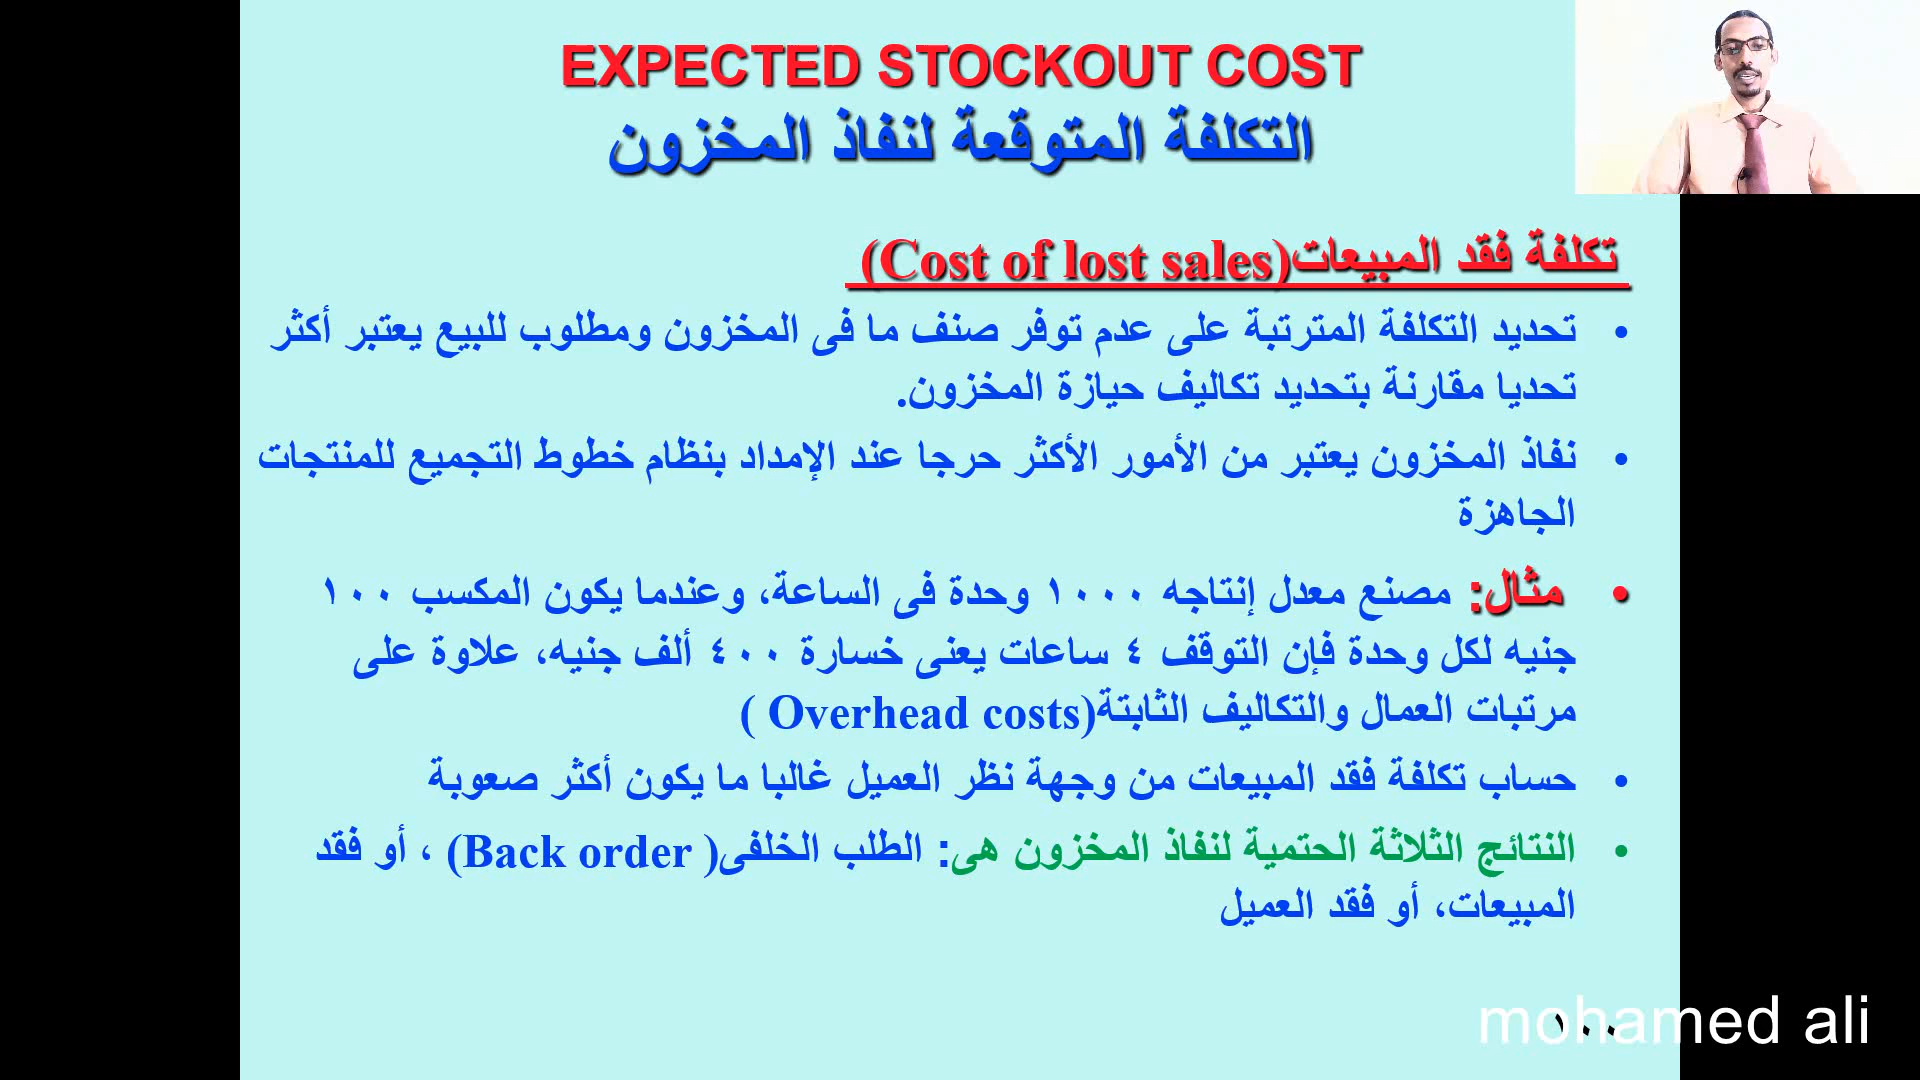 EXPECTED STOCKOUT COST
التكلفة المتوقعة لنفاذ المخزون
تكلفة فقد المبيعات(Cost of lost sales)
• تحديد التكلفة المترتبة على عدم توفر صنف ما فى المخزون ومطلوب للبيع يعتبر أكثر
تحديا مقارنة بتحديد تكاليف حيازة المخزون.
• نفاذ المخزون يعتبر من الأمور الأكثر حرجا عند الإمداد بنظام خطوط التجميع للمنتجات
الجاهزة
• مثال: مصنع معدل إنتاجه ١٠٠٠ وحدة فى الساعة، وعندما يكون المكسب ١٠٠
جنيه لكل وحدة فإن التوقف ٤ ساعات يعنى خسارة ٤٠٠ ألف جنيه، علاوة على
مرتبات العمال والتكاليف الثابتة(Overhead costs )
• حساب تكلفة فقد المبيعات من وجهة نظر العميل غالبا ما يكون أكثر صعوبة
• النتائج الثلاثة الحتمية لنفاذ المخزون هى: الطلب الخلفى( Back order) ، أو فقد
المبيعات، أو فقد العميل
١٠٠
mohamed ali